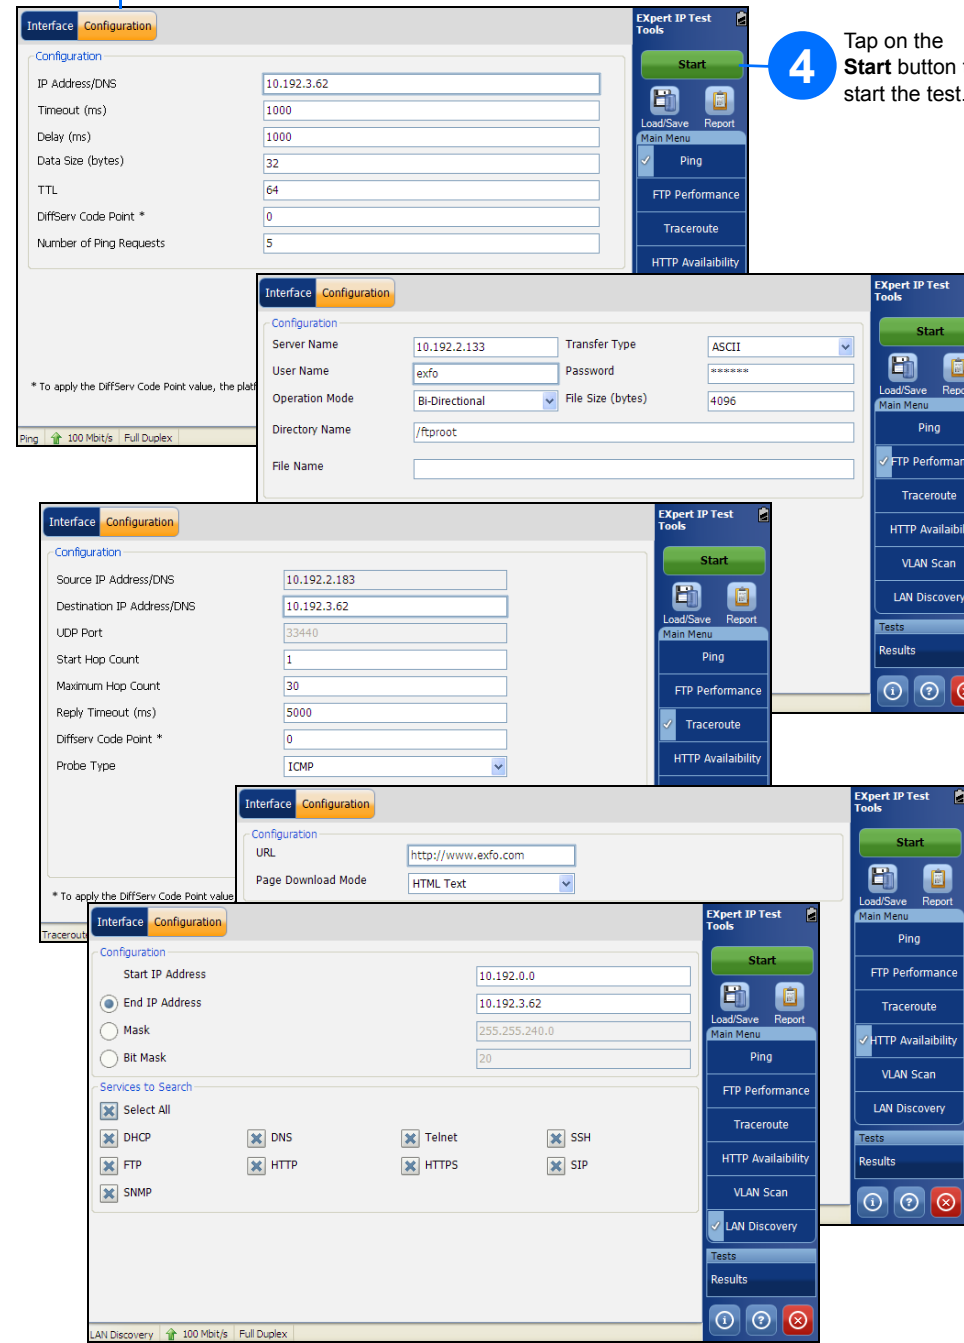 Interface Configuration
EXpert IP Test
Tools
Configuration
IP Address/DNS 10.192.3.62
Timeout (ms) 1000
Delay (ms) 1000
Data Size (bytes) 32
TTL 64
DiffServ Code Point * 0
Number of Ping Requests 5
Start
Load/Save Report
Main Menu
Ping
FTP Performance
Traceroute
HTTP Availaibility
* To apply the DiffServ Code Point value, the
Ping 100 Mbit/s Full Duplex
4
Tap on the
Start button
start the test.
Interface Configuration
EXpert IP Test
Tools
Configuration
Server Name 10.192.2.133 Transfer Type ASCII
User Name exfo Password ******
Operation Mode Bi-Directional File Size (bytes) 4096
Directory Name /ftproot
File Name
Start
Load/Save
Main Menu
Ping
FTP Performan
Traceroute
HTTP Availaibil
VLAN Scan
LAN Discovery
Tests
Results
Interface Configuration
EXpert IP Test
Tools
Configuration
Source IP Address/DNS 10.192.2.183
Destination IP Address/DNS 10.192.3.62
UDP Port 33440
Start Hop Count 1
Maximum Hop Count 30
Reply Timeout (ms) 5000
Diffserv Code Point * 0
Probe Type ICMP
Start
Load/Save Report
Main Menu
Ping
FTP Performance
Traceroute
HTTP Availaibility
* To apply the DiffServ Code Point value
Traceroute
Interface Configuration
EXpert IP Test
Tools
Configuration
URL http://www.exfo.com
Page Download Mode HTML Text
Start
Load/Save Report
Main Menu
Ping
FTP Performance
Traceroute
HTTP Availaibility
VLAN Scan
LAN Discovery
Tests
Results
Interface Configuration
EXpert IP Test
Tools
Configuration
Start IP Address 10.192.0.0
End IP Address 10.192.3.62
Mask 255.255.240.0
Bit Mask 20
Services to Search
Select All
DHCP DNS Telnet SSH
FTP HTTP HTTPS SIP
SNMP
Start
Load/Save Report
Main Menu
Ping
FTP Performance
Traceroute
HTTP Availaibility
VLAN Scan
LAN Discovery
Tests
Results
LAN Discovery 100 Mbit/s Full Duplex